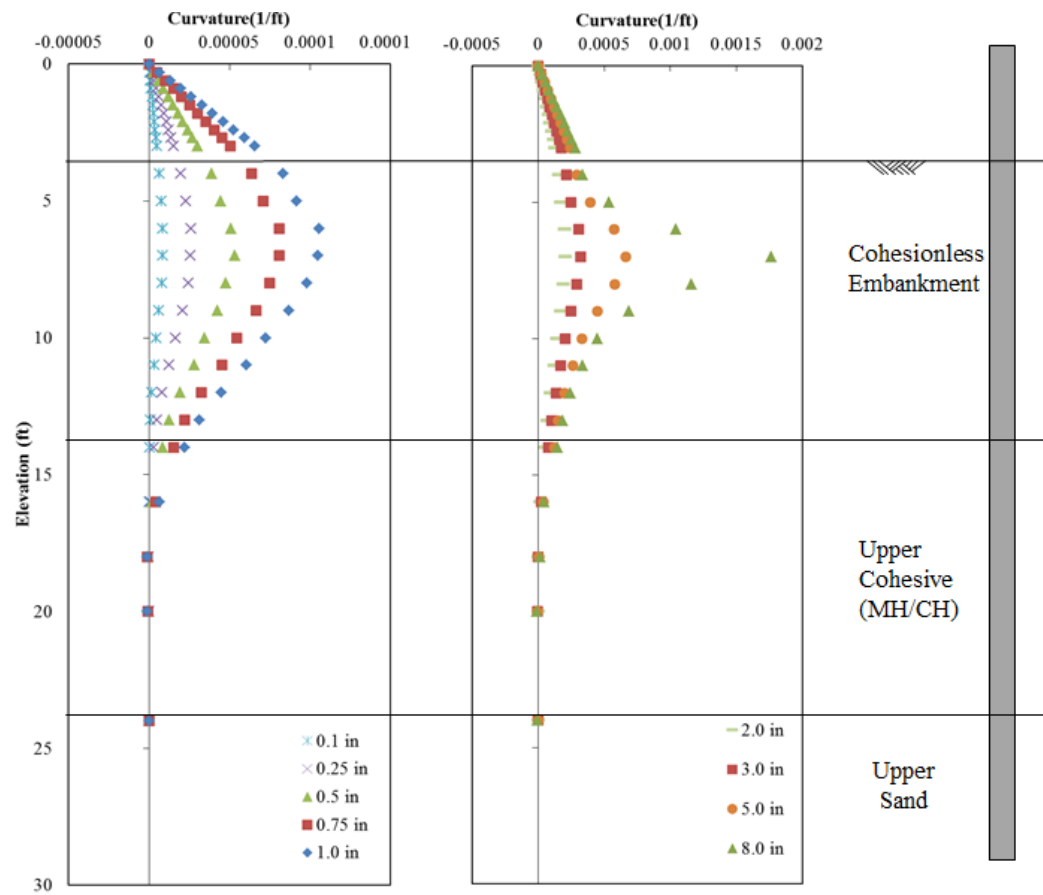 Curvature(1/ft)
-0.00005 0 0.00005 0.0001 0.0001
Curvature(1/ft)
-0.0005 0 0.0005 0.001 0.0015 0.002
Elevation (ft)
0
5
10
15
20
25
30
0.1 in
0.25 in
0.5 in
0.75 in
1.0 in
2.0 in
3.0 in
5.0 in
8.0 in
Cohesionless
Embankment
Upper
Cohesive
(MH/CH)
Upper
Sand